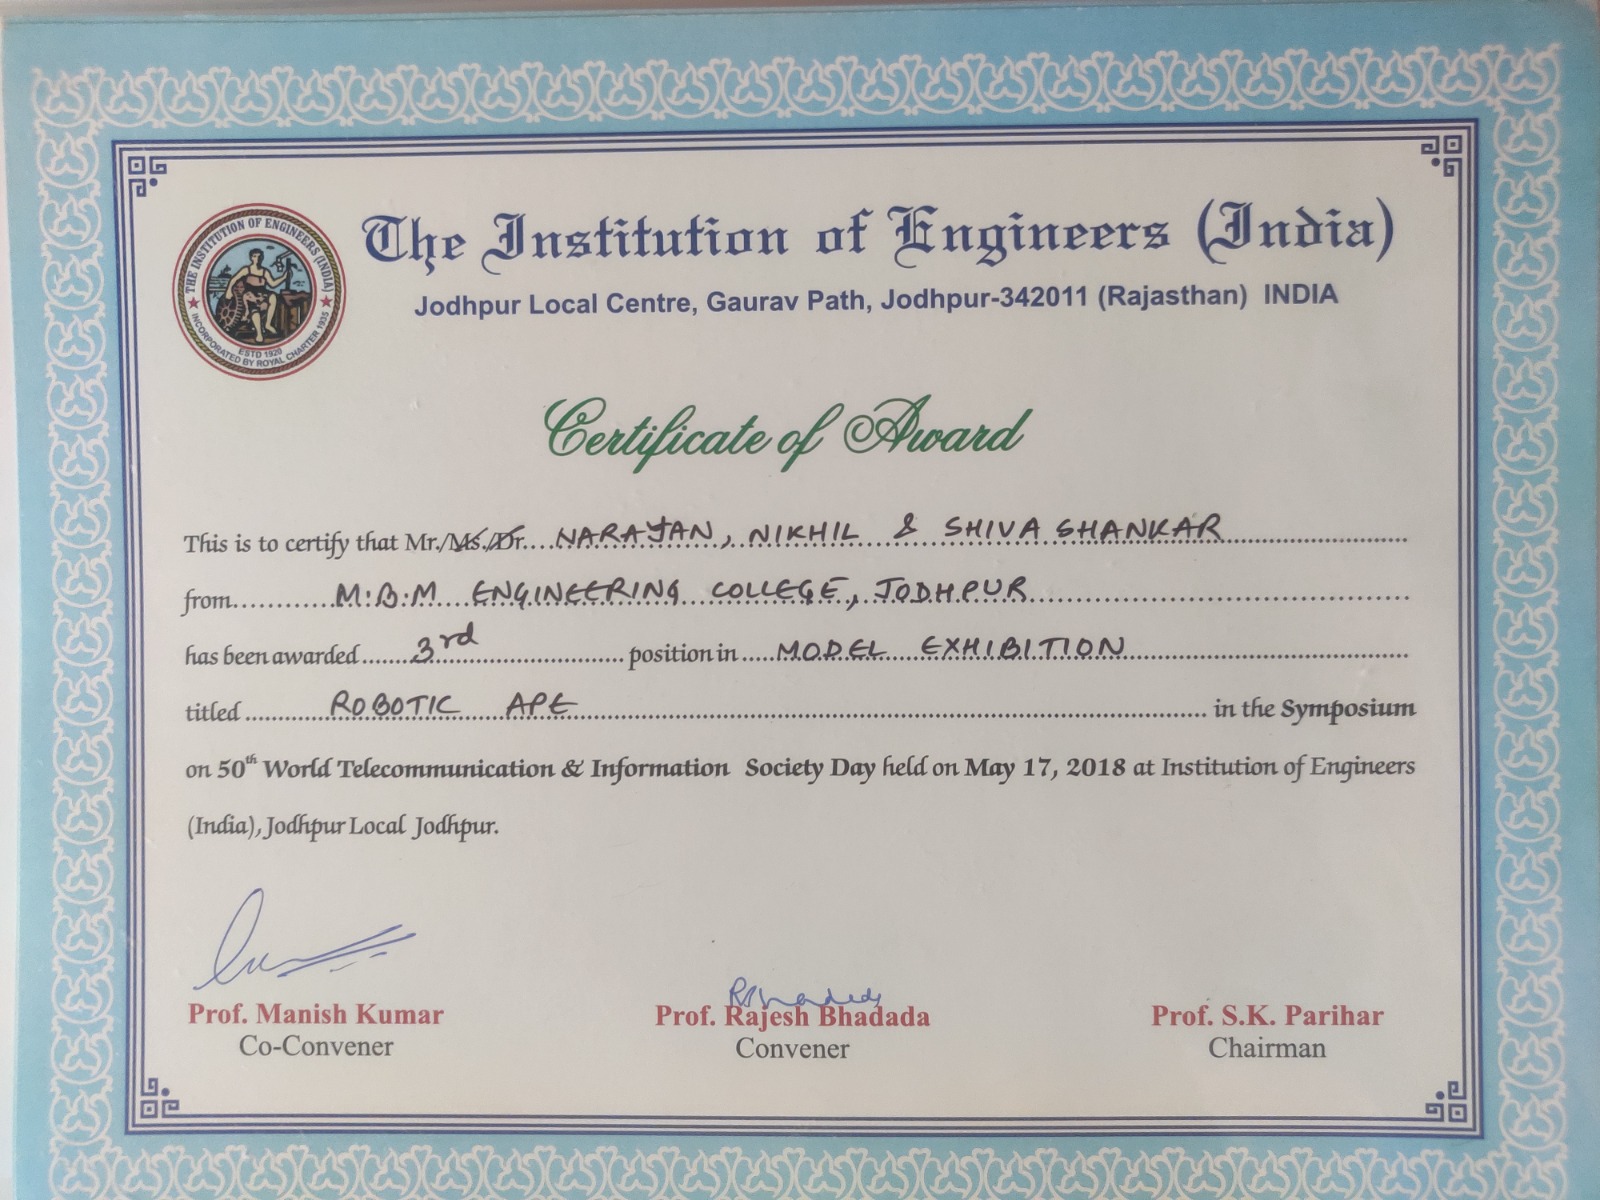 The Institution of Engineers (India)
Jodhpur Local Centre, Gaurav Path, Jodhpur-342011 (Rajasthan) INDIA
THE INSTITUTION OF ENGINEERS (INDIA)
ESTD 1920
INCORPORATED BY ROYAL CHARTER 1935
Certificate of Award
This is to certify that Mr./Ms./Dr. NARAYAN, NIKHIL & SHIVA SHANKAR
from M.B.M ENGINEERING COLLEGE, JODHPUR
has been awarded 3rd position in MODEL EXHIBITION
titled ROBOTIC APE in the Symposium
on 50th World Telecommunication & Information Society Day held on May 17, 2018 at Institution of Engineers
(India), Jodhpur Local Jodhpur.
Prof. Manish Kumar Prof. Rajesh Bhadada Prof. S.K. Parihar
Co-Convener Convener Chairman